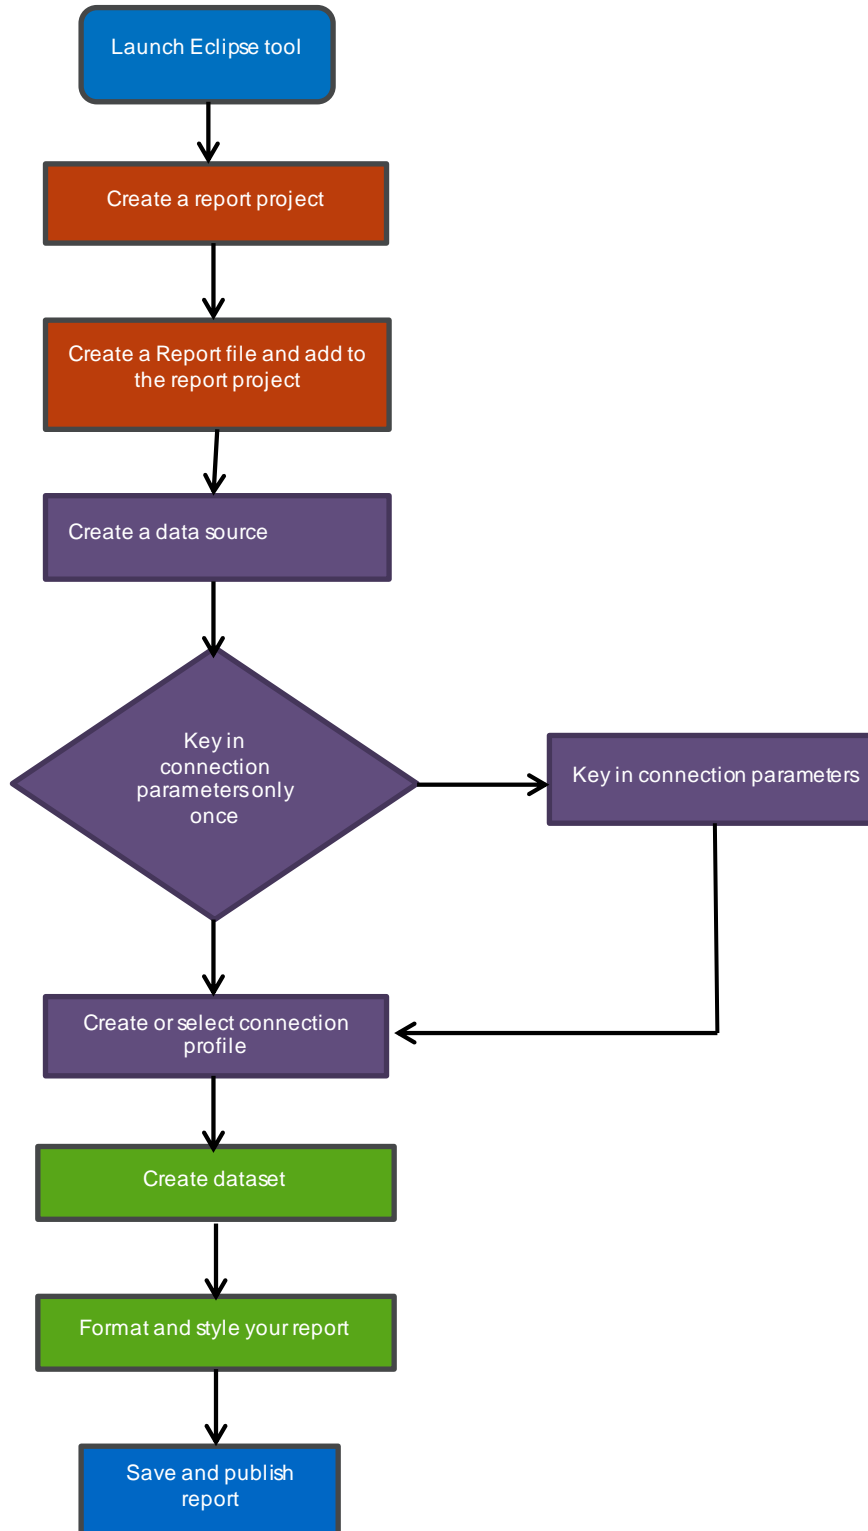 Launch Eclipse tool
Create a report project
Create a Report file and add to
the report project
Create a data source
Key in
connection
parameters only
once
Key in connection parameters
Create or select connection
profile
Create dataset
Format and style your report
Save and publish
report